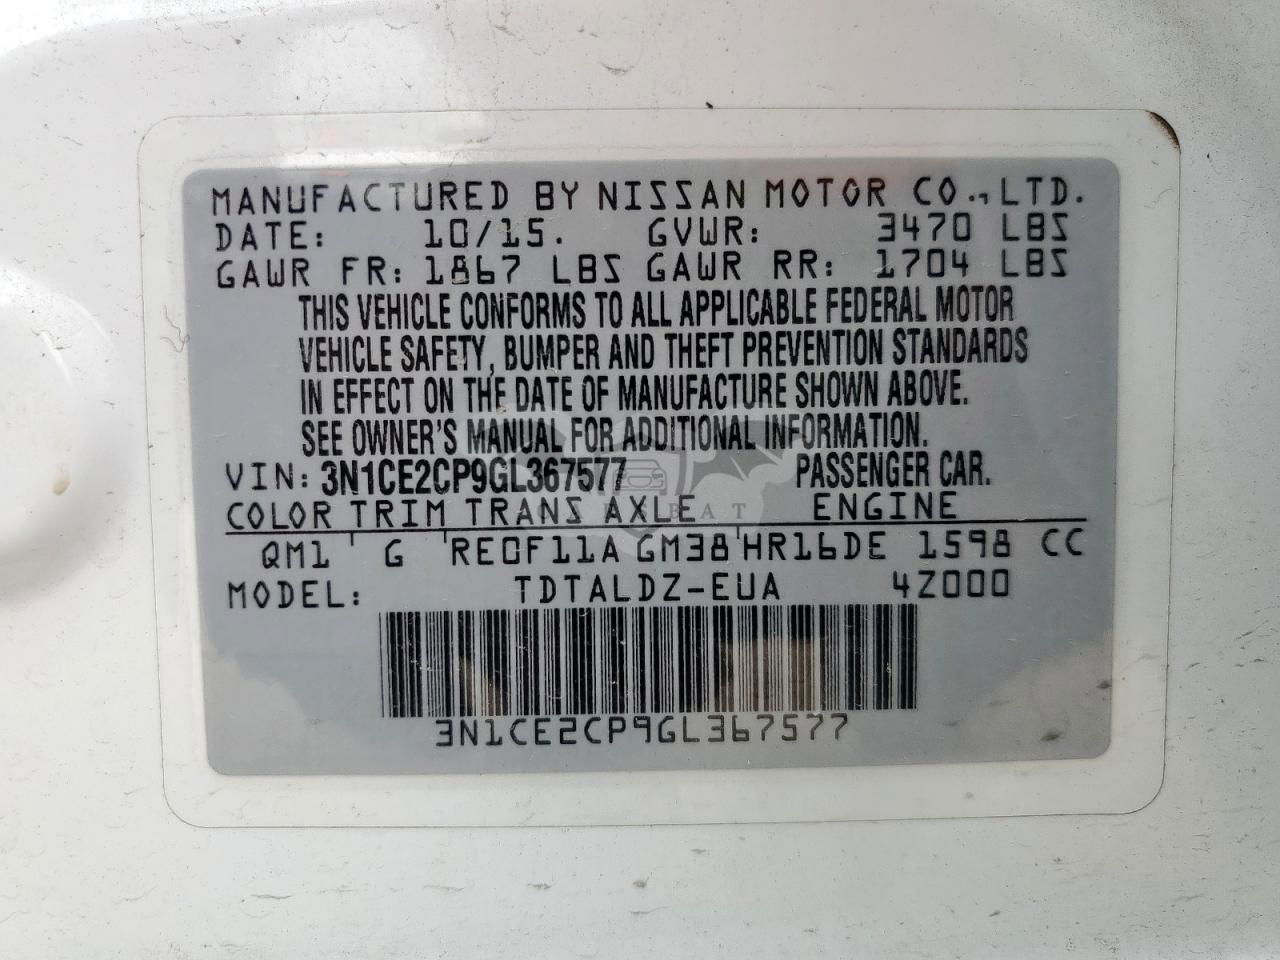 MANUFACTURED BY NISSAN MOTOR CO., LTD.
DATE: 10/15. GVWR: 3470 LBS
GAWR FR: 1867 LBS GAWR RR: 1704 LBS
THIS VEHICLE CONFORMS TO ALL APPLICABLE FEDERAL MOTOR
VEHICLE SAFETY, BUMPER AND THEFT PREVENTION STANDARDS
IN EFFECT ON THE DATE OF MANUFACTURE SHOWN ABOVE.
SEE OWNER'S MANUAL FOR ADDITIONAL INFORMATION.
VIN: 3N1CE2CP9GL367577 PASSENGER CAR.
CARSBAT
COLOR TRIM TRANS AXLE ENGINE
QM1 G RE0F11A GM38 HR16DE 1598 CC
MODEL: TDTALDZ-EUA 4Z000
3N1CE2CP9GL367577